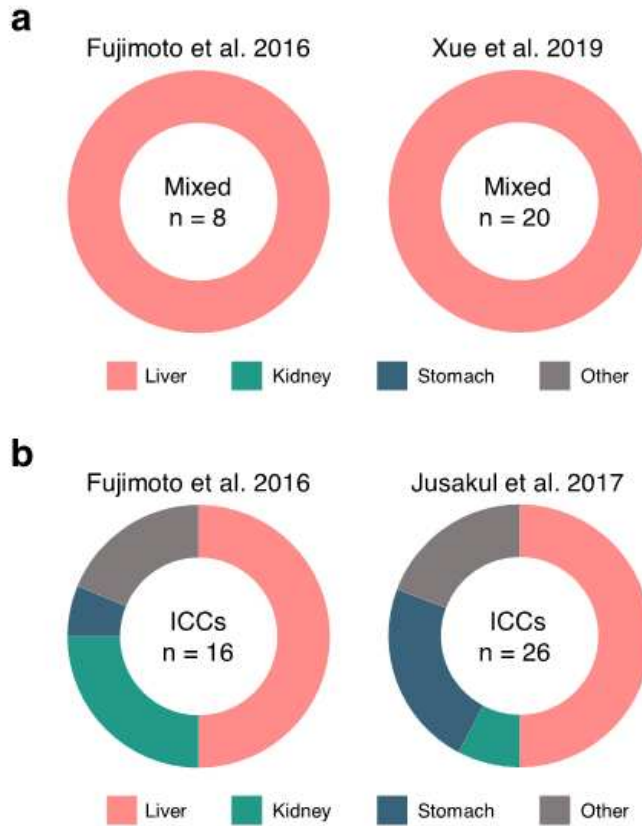 a
Fujimoto et al. 2016
Xue et al. 2019
Mixed
n = 8
Mixed
n = 20
Liver Kidney Stomach Other
b
Fujimoto et al. 2016
Jusakul et al. 2017
ICCs
n = 16
ICCs
n = 26
Liver Kidney Stomach Other